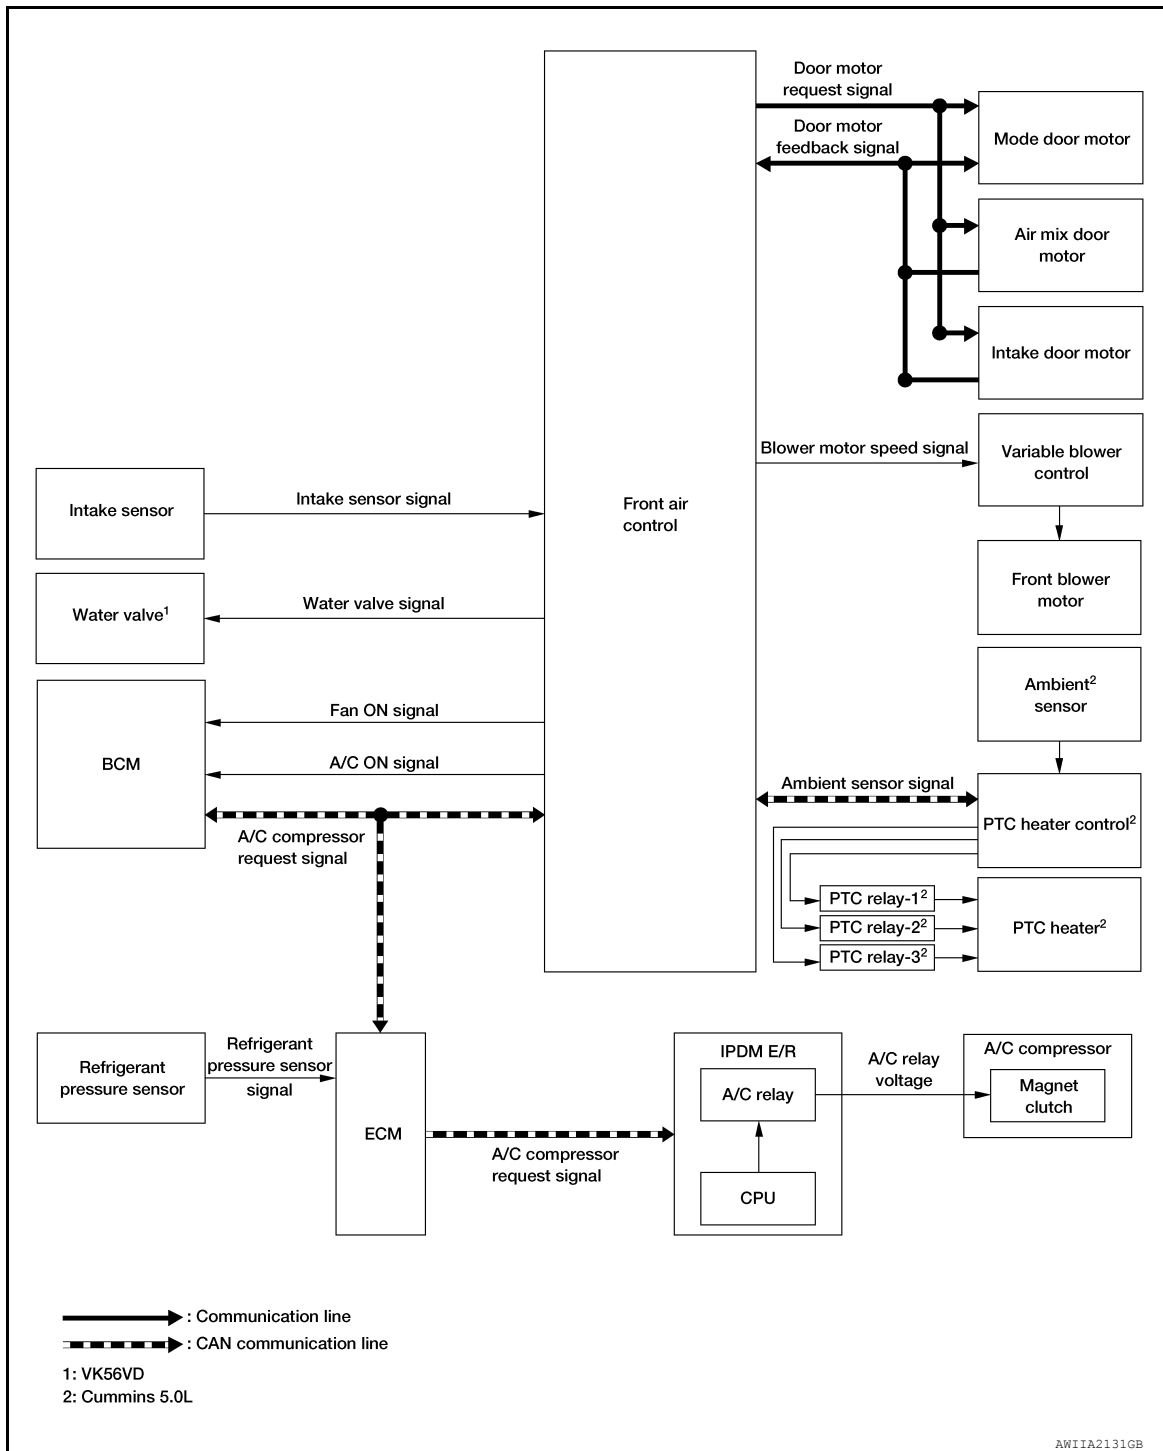 Door motor
request signal
Door motor
feedback signal
Mode door motor
Air mix door
motor
Intake door motor
Blower motor speed signal
Variable blower
control
Front air
control
Intake sensor
Intake sensor signal
Front blower
motor
Water valve¹
Water valve signal
Ambient²
sensor
Fan ON signal
BCM
A/C ON signal
Ambient sensor signal
PTC heater control²
A/C compressor
request signal
PTC relay-1²
PTC relay-2²
PTC relay-3²
PTC heater²
Refrigerant
pressure sensor
Refrigerant
pressure sensor
signal
ECM
A/C compressor
request signal
IPDM E/R
A/C relay
CPU
A/C relay
voltage
A/C compressor
Magnet
clutch
: Communication line
: CAN communication line
1: VK56VD
2: Cummins 5.0L
AWIIA2131GB